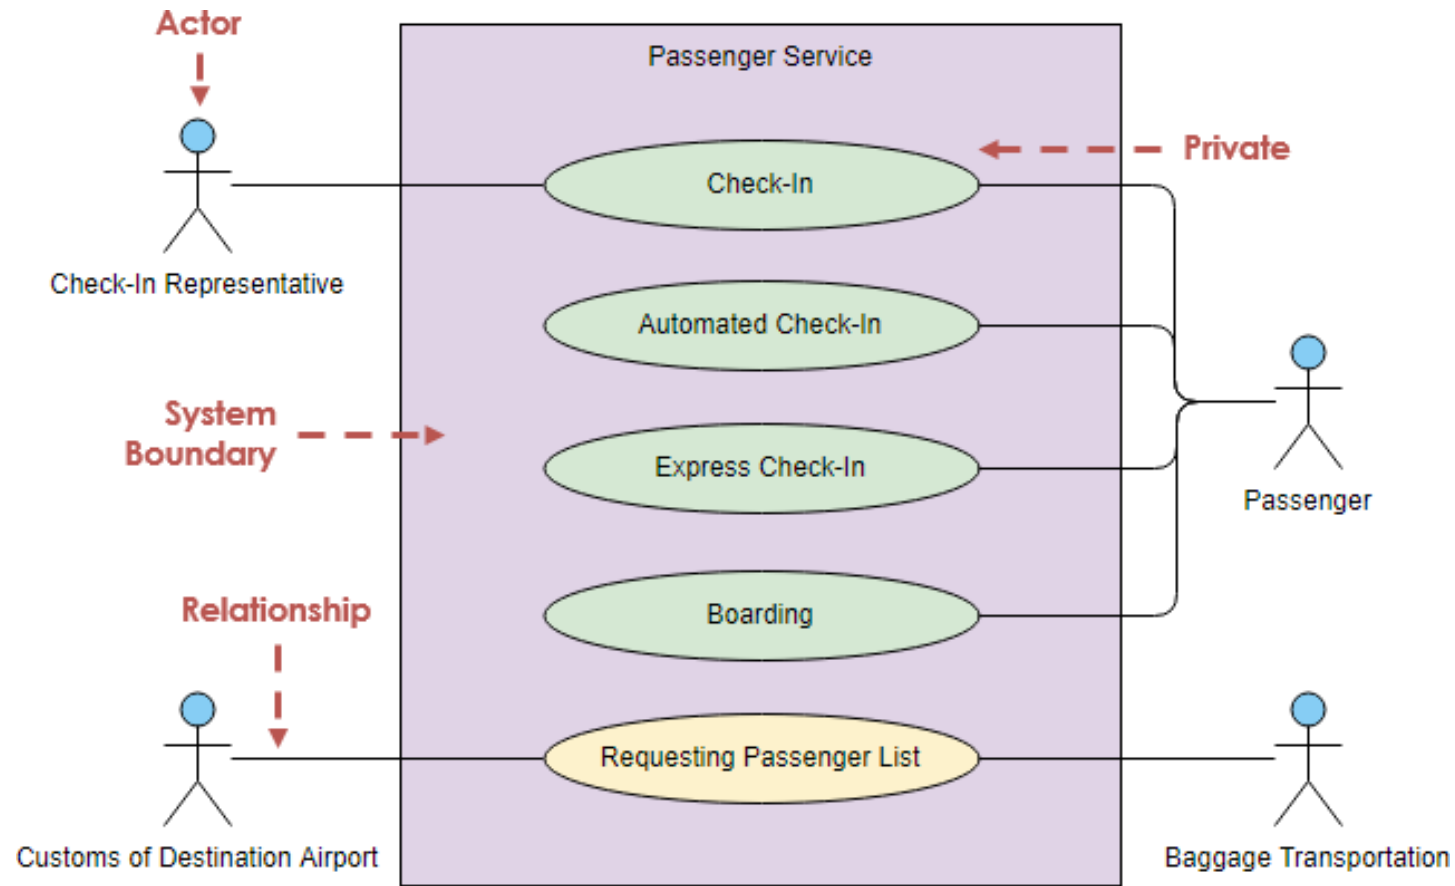 Actor
Passenger Service
Private
Check-In
Check-In Representative
Automated Check-In
System
Boundary
Express Check-In
Passenger
Relationship
Boarding
Requesting Passenger List
Customs of Destination Airport
Baggage Transportation